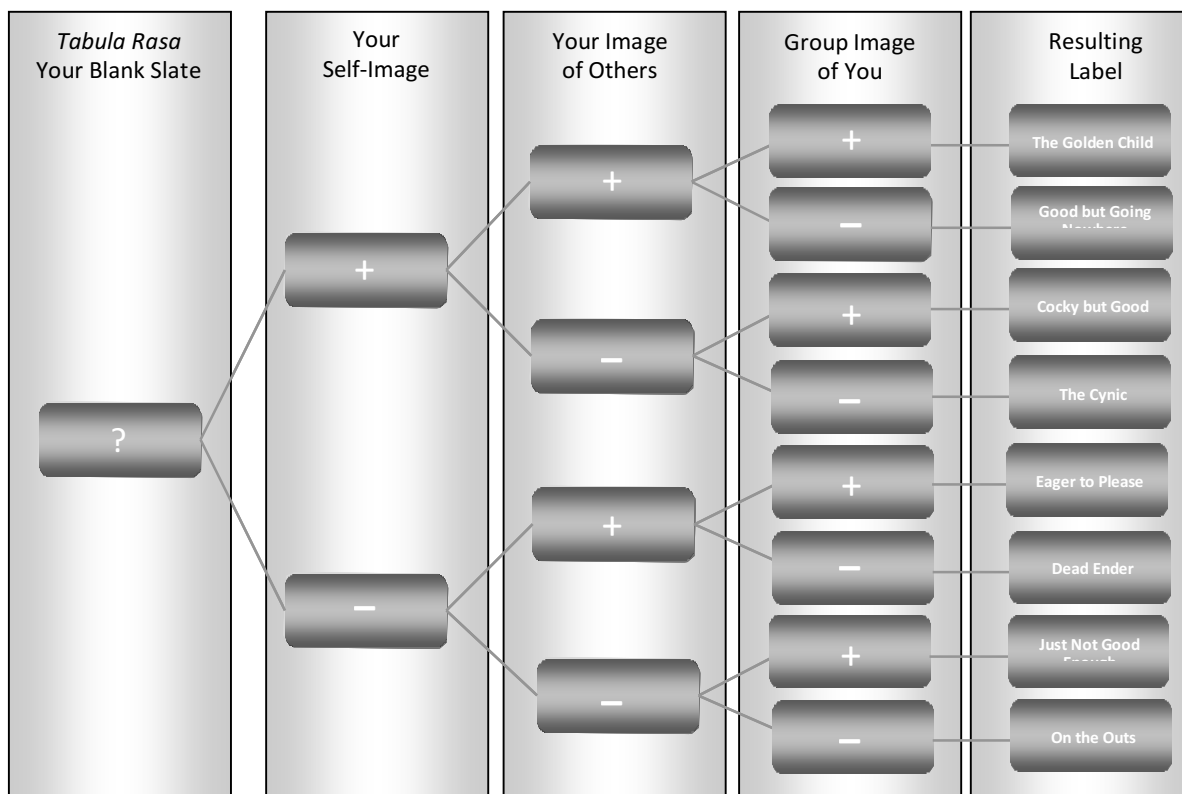 Tabula Rasa
Your Blank Slate
Your
Self-Image
Your Image
of Others
Group Image
of You
Resulting
Label
?
+
−
+
−
+
−
+
−
+
−
+
−
+
−
The Golden Child
Good but Going
Nowhere
Cocky but Good
The Cynic
Eager to Please
Dead Ender
Just Not Good
Enough
On the Outs